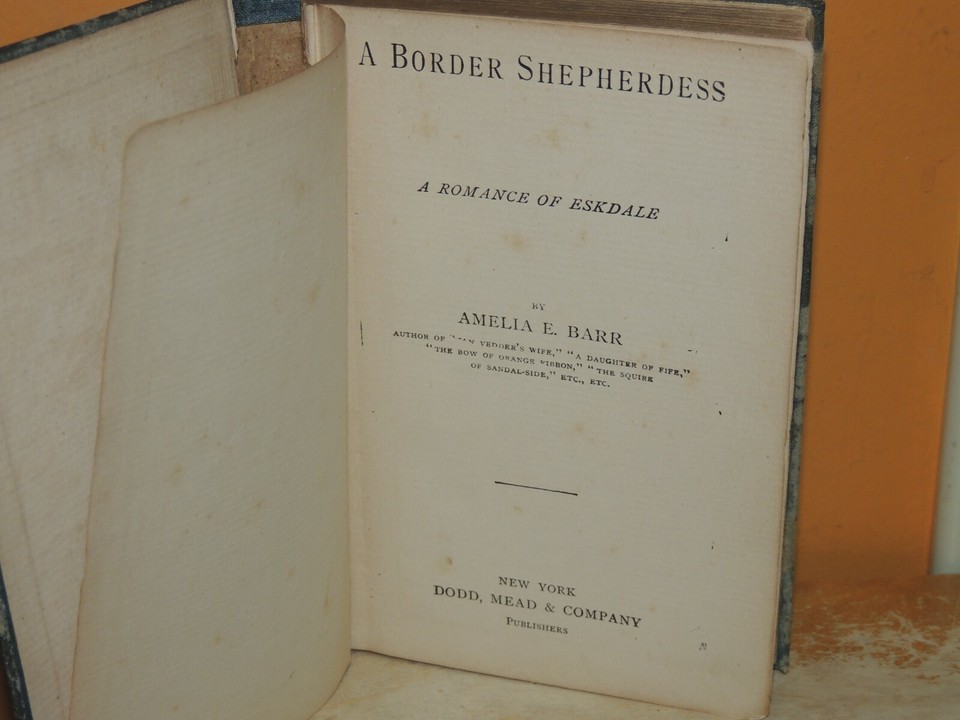 A BORDER SHEPHERDESS
A ROMANCE OF ESKDALE
BY
AMELIA E. BARR
AUTHOR OF VEDDER'S WIFE," "A DAUGHTER OF FIFE,"
"THE BOW OF ORANGE RIBBON," "THE SQUIRE
OF SANDAL-SIDE," ETC., ETC.
NEW YORK
DODD, MEAD & COMPANY
PUBLISHERS